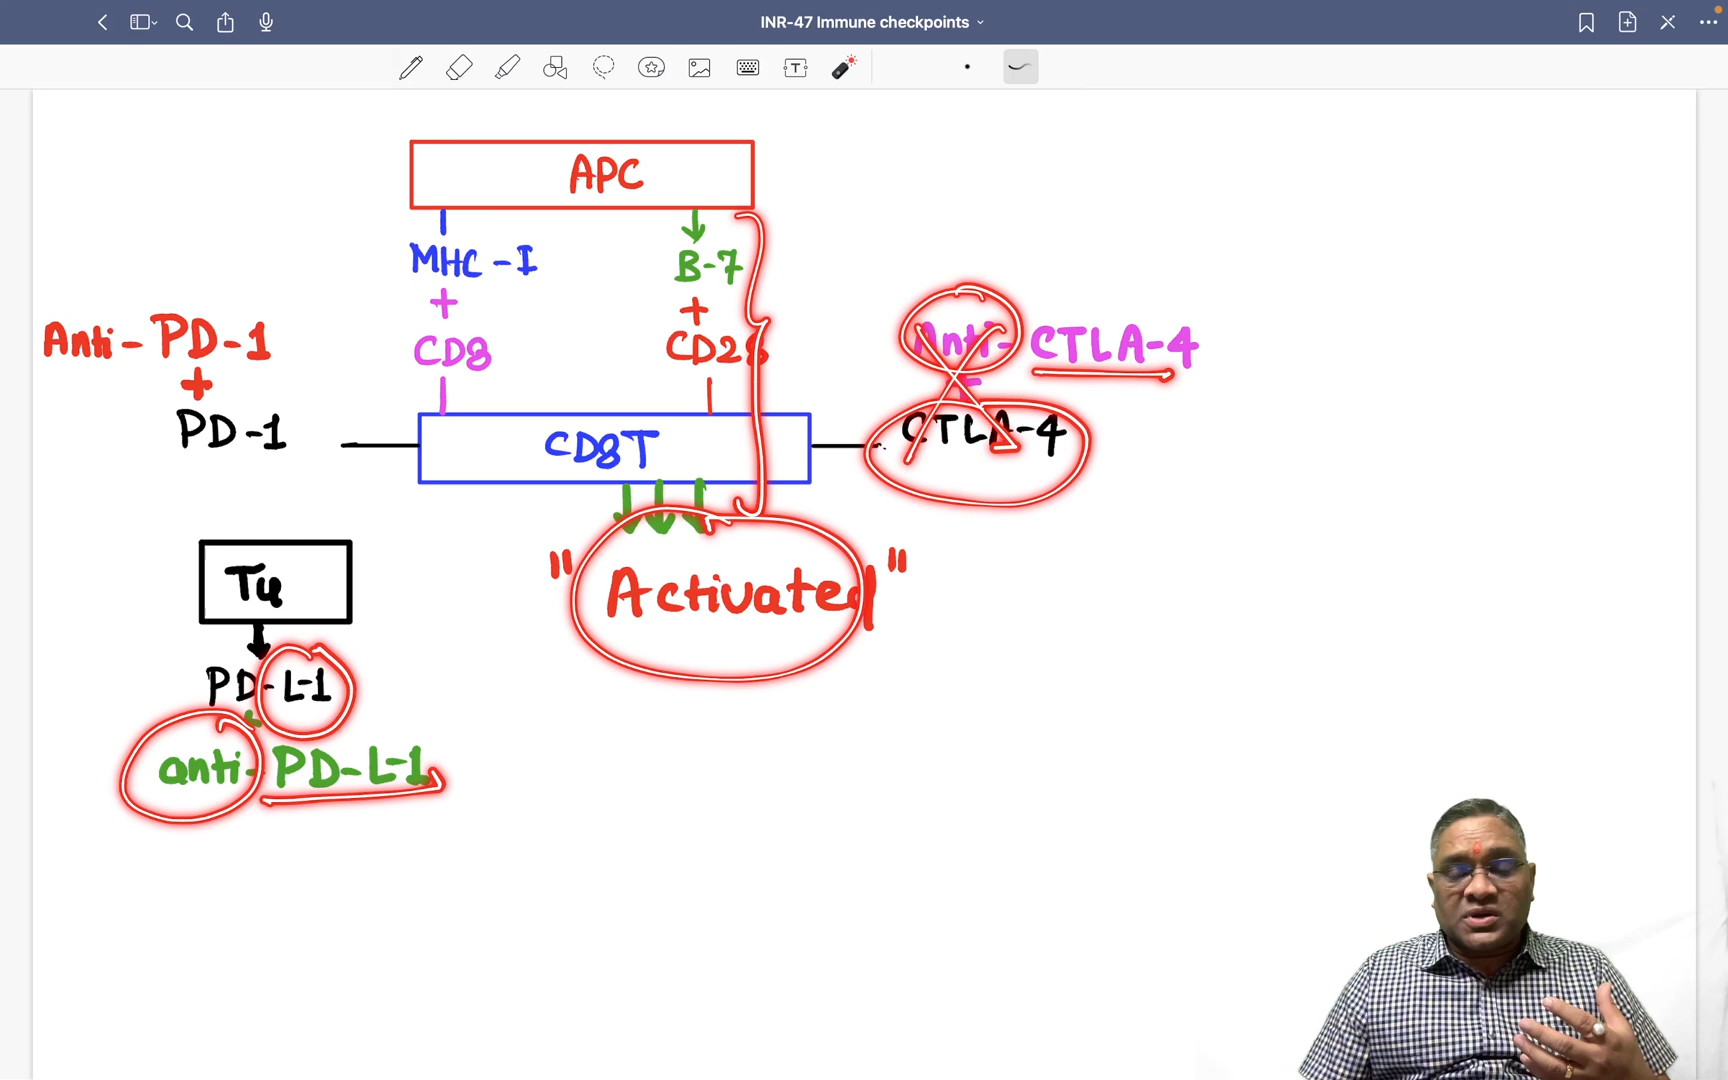 INR-47 Immune checkpoints
APC
MHC-I
B-7
+
+
Anti-PD-1
CD8
CD28
Anti-CTLA-4
+
+
PD-1
CD8T
CTLA-4
Tu
"Activated"
PD-L-1
anti-PD-L-1